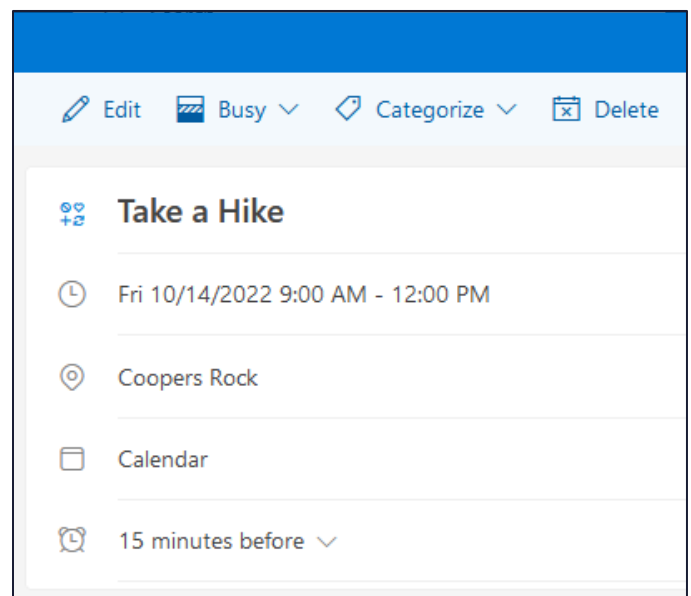 Edit Busy Categorize Delete
Take a Hike
Fri 10/14/2022 9:00 AM - 12:00 PM
Coopers Rock
Calendar
15 minutes before